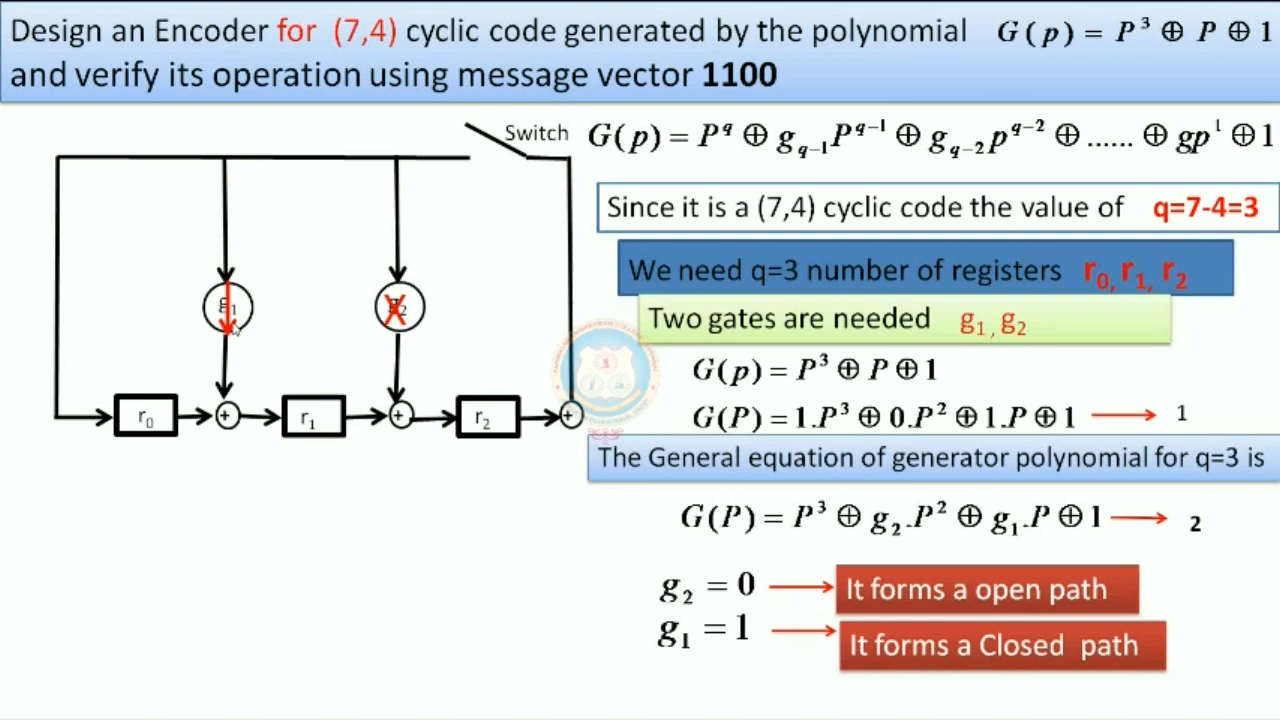 Design an Encoder for (7,4) cyclic code generated by the polynomial G(p) = P³ ⊕ P ⊕ 1
and verify its operation using message vector 1100
Switch
G(p) = P^q ⊕ g_{q-1}P^{q-1} ⊕ g_{q-2}p^{q-2} ⊕ ...... ⊕ gp¹ ⊕ 1
Since it is a (7,4) cyclic code the value of q=7-4=3
We need q=3 number of registers r₀, r₁, r₂
Two gates are needed g₁, g₂
g₁
G(p) = P³ ⊕ P ⊕ 1
r₀ + r₁ + r₂ +
G(P) = 1.P³ ⊕ 0.P² ⊕ 1.P ⊕ 1 → 1
The General equation of generator polynomial for q=3 is
G(P) = P³ ⊕ g₂.P² ⊕ g₁.P ⊕ 1 → 2
g₂ = 0 → It forms a open path
g₁ = 1 → It forms a Closed path